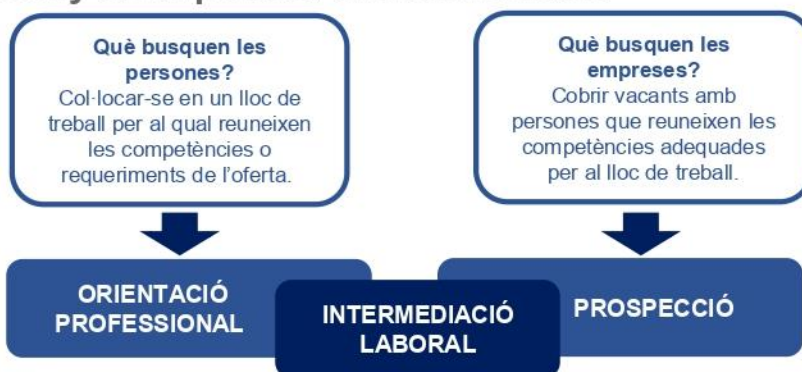 Què busquen les
persones?
Col·locar-se en un lloc de
treball per al qual reuneixen
les competències o
requeriments de l'oferta.
Què busquen les
empreses?
Cobrir vacants amb
persones que reuneixen les
competències adequades
per al lloc de treball.
ORIENTACIÓ
PROFESSIONAL
INTERMEDIACIÓ
LABORAL
PROSPECCIÓ